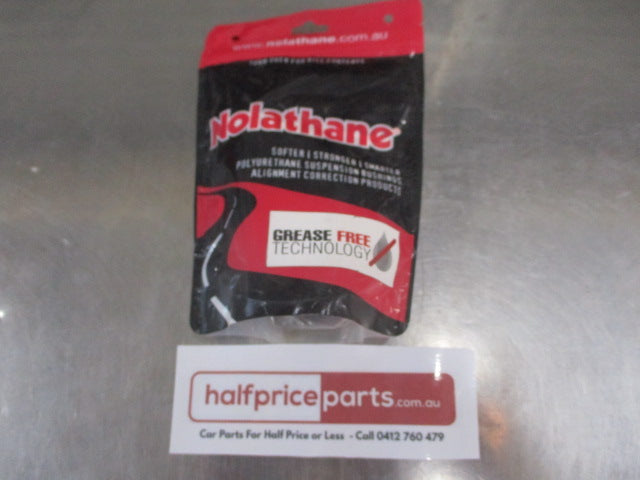 www.nolathane.com.au
Nolathane
SOFTER | STRONGER | SMARTER
POLYURETHANE SUSPENSION BUSHINGS
ALIGNMENT CORRECTION PRODUCTS
GREASE FREE
TECHNOLOGY
halfpriceparts.com.au
Car Parts For Half Price or Less - Call 0412 760 479